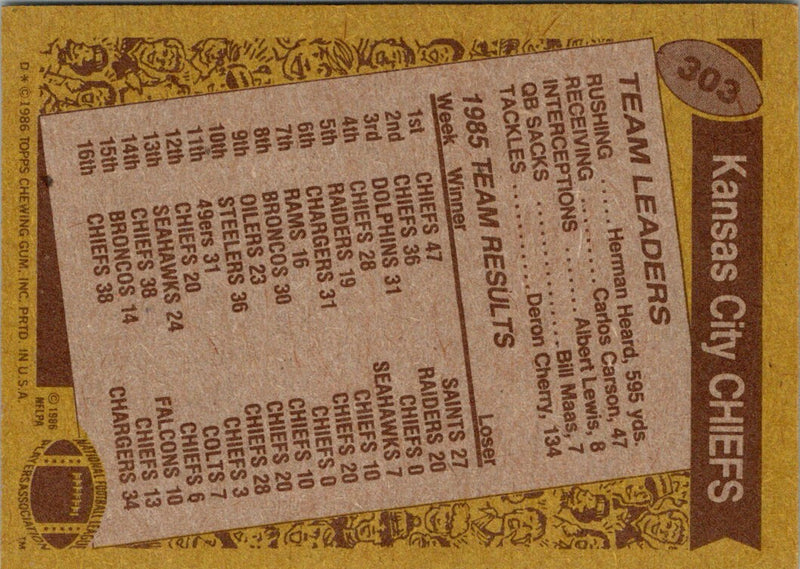 303
Kansas City CHIEFS
TEAM LEADERS
RUSHING ...... Herman Heard, 595 yds.
RECEIVING ........... Carlos Carson, 47
INTERCEPTIONS ....... Albert Lewis, 8
QB SACKS ............... Bill Maas, 7
TACKLES ............. Deron Cherry, 134
1985 TEAM RESULTS
Week Winner Loser
1st CHIEFS 47 SAINTS 27
2nd CHIEFS 36 RAIDERS 20
3rd DOLPHINS 31 CHIEFS 0
4th CHIEFS 28 SEAHAWKS 7
5th RAIDERS 19 CHIEFS 10
6th CHARGERS 31 CHIEFS 20
7th RAMS 16 CHIEFS 0
8th BRONCOS 30 CHIEFS 10
9th OILERS 23 CHIEFS 20
10th STEELERS 36 CHIEFS 28
11th 49ers 31 CHIEFS 3
12th CHIEFS 20 COLTS 7
13th SEAHAWKS 24 CHIEFS 6
14th CHIEFS 38 FALCONS 10
15th BRONCOS 14 CHIEFS 13
16th CHIEFS 38 CHARGERS 34
© 1986 NFLPA
NATIONAL FOOTBALL LEAGUE PLAYERS ASSOCIATION TM
D * © 1986 TOPPS CHEWING GUM, INC. PRTD. IN U.S.A.